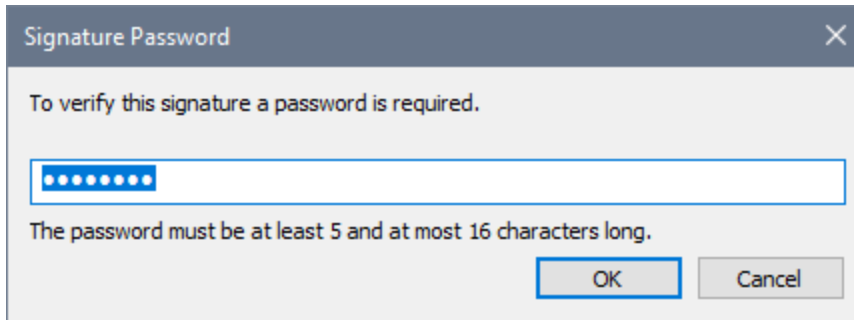 Signature Password
To verify this signature a password is required.
••••••••
The password must be at least 5 and at most 16 characters long.
OK
Cancel